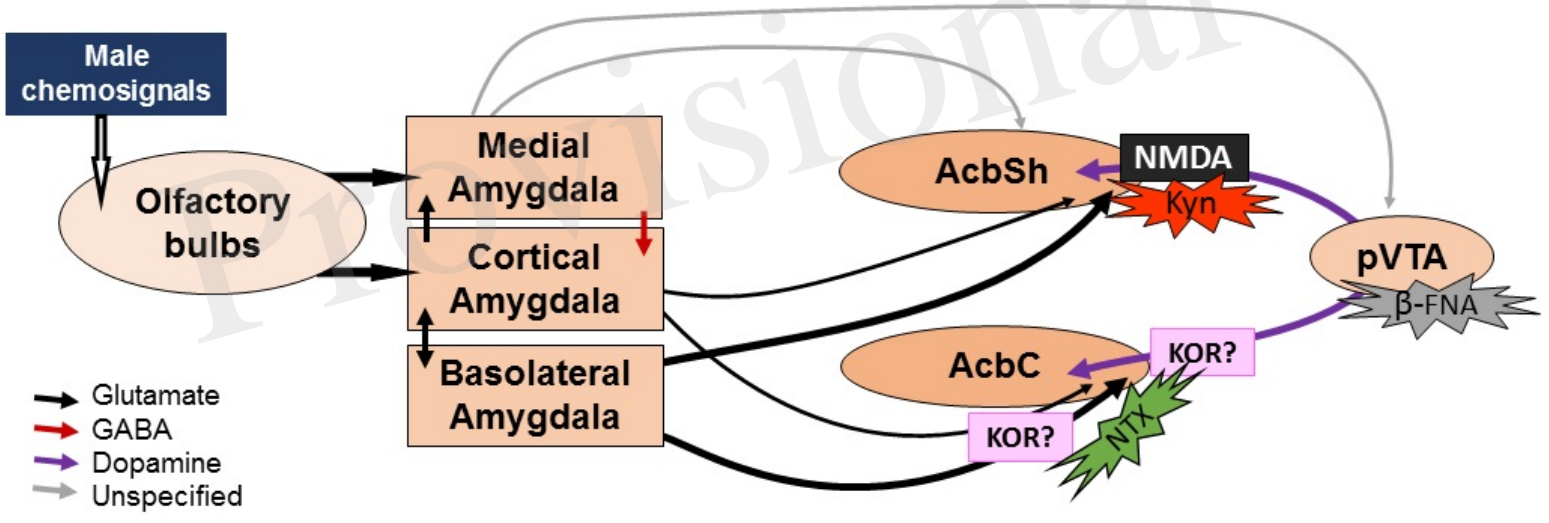 Male
chemosignals
Olfactory
bulbs
Medial
Amygdala
Cortical
Amygdala
Basolateral
Amygdala
AcbSh
NMDA
Kyn
pVTA
β-FNA
AcbC
KOR?
KOR?
NTX
Glutamate
GABA
Dopamine
Unspecified
Provisional